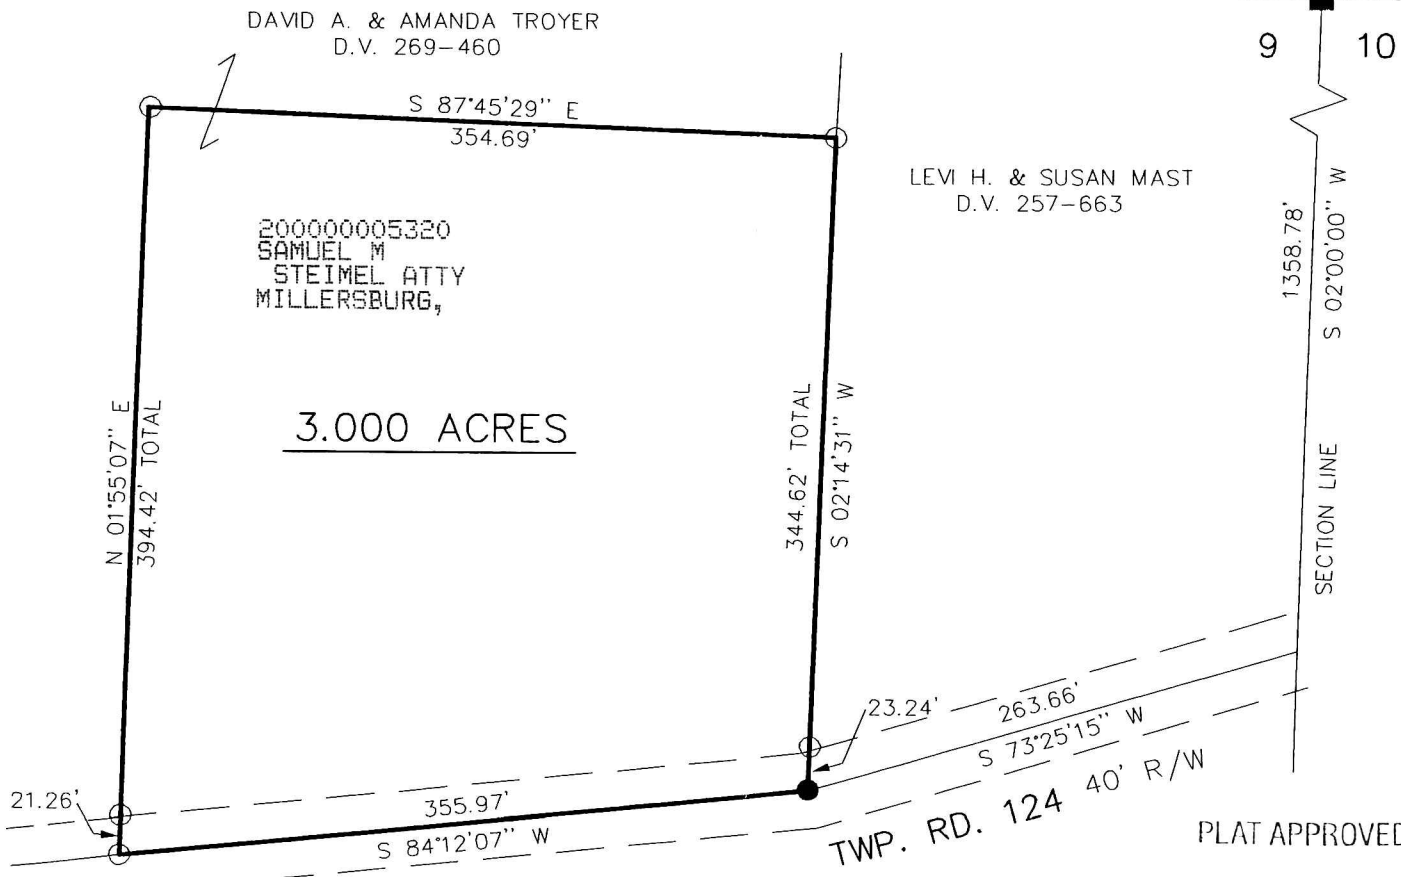 DAVID A. & AMANDA TROYER
D.V. 269-460
9 10
S 87°45'29" E
354.69'
LEVI H. & SUSAN MAST
D.V. 257-663
1358.78'
S 02°00'00" W
SECTION LINE
200000005320
SAMUEL M
STEIMEL ATTY
MILLERSBURG,
3.000 ACRES
N 01°55'07" E
394.42' TOTAL
344.62' TOTAL
S 02°14'31" W
23.24'
263.66'
S 73°25'15" W
21.26'
355.97'
S 84°12'07" W
TWP. RD. 124 40' R/W
PLAT APPROVED